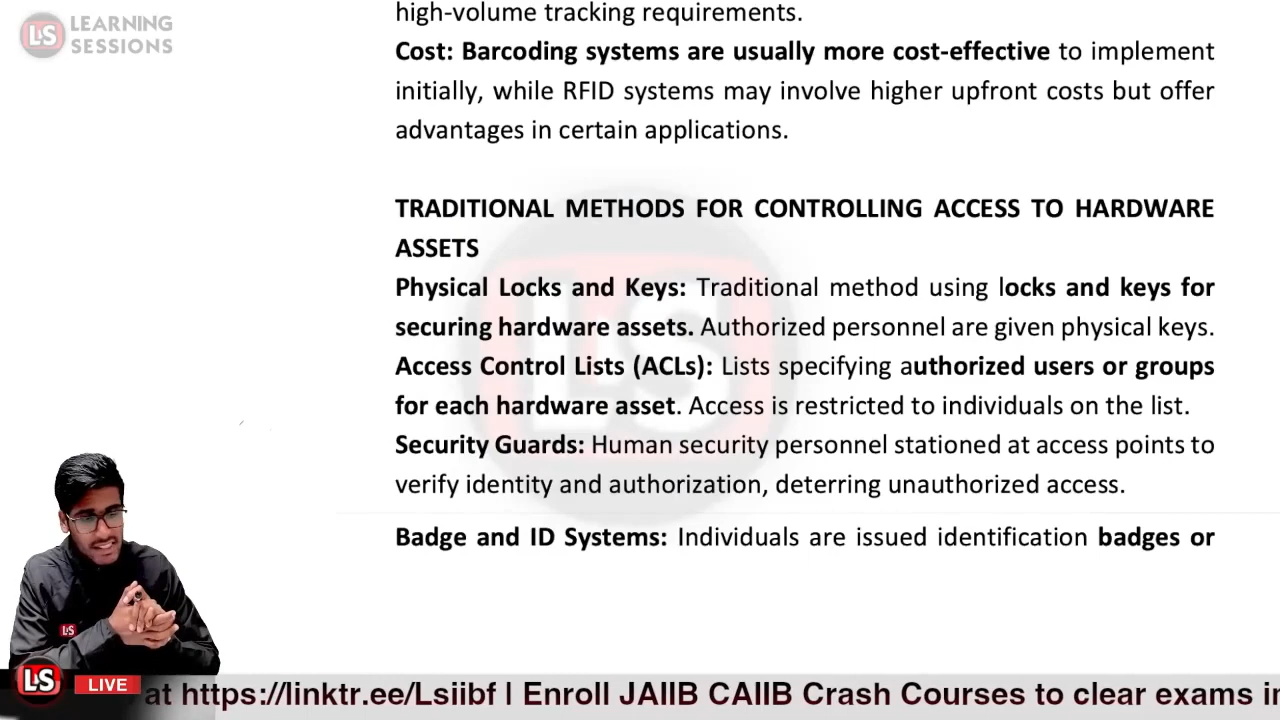 LS LEARNING
SESSIONS
high-volume tracking requirements.
Cost: Barcoding systems are usually more cost-effective to implement
initially, while RFID systems may involve higher upfront costs but offer
advantages in certain applications.
TRADITIONAL METHODS FOR CONTROLLING ACCESS TO HARDWARE
ASSETS
Physical Locks and Keys: Traditional method using locks and keys for
securing hardware assets. Authorized personnel are given physical keys.
Access Control Lists (ACLs): Lists specifying authorized users or groups
for each hardware asset. Access is restricted to individuals on the list.
Security Guards: Human security personnel stationed at access points to
verify identity and authorization, deterring unauthorized access.
Badge and ID Systems: Individuals are issued identification badges or
LS
LS
LS LIVE at https://linktr.ee/Lsiibf | Enroll JAIIB CAIIB Crash Courses to clear exams in